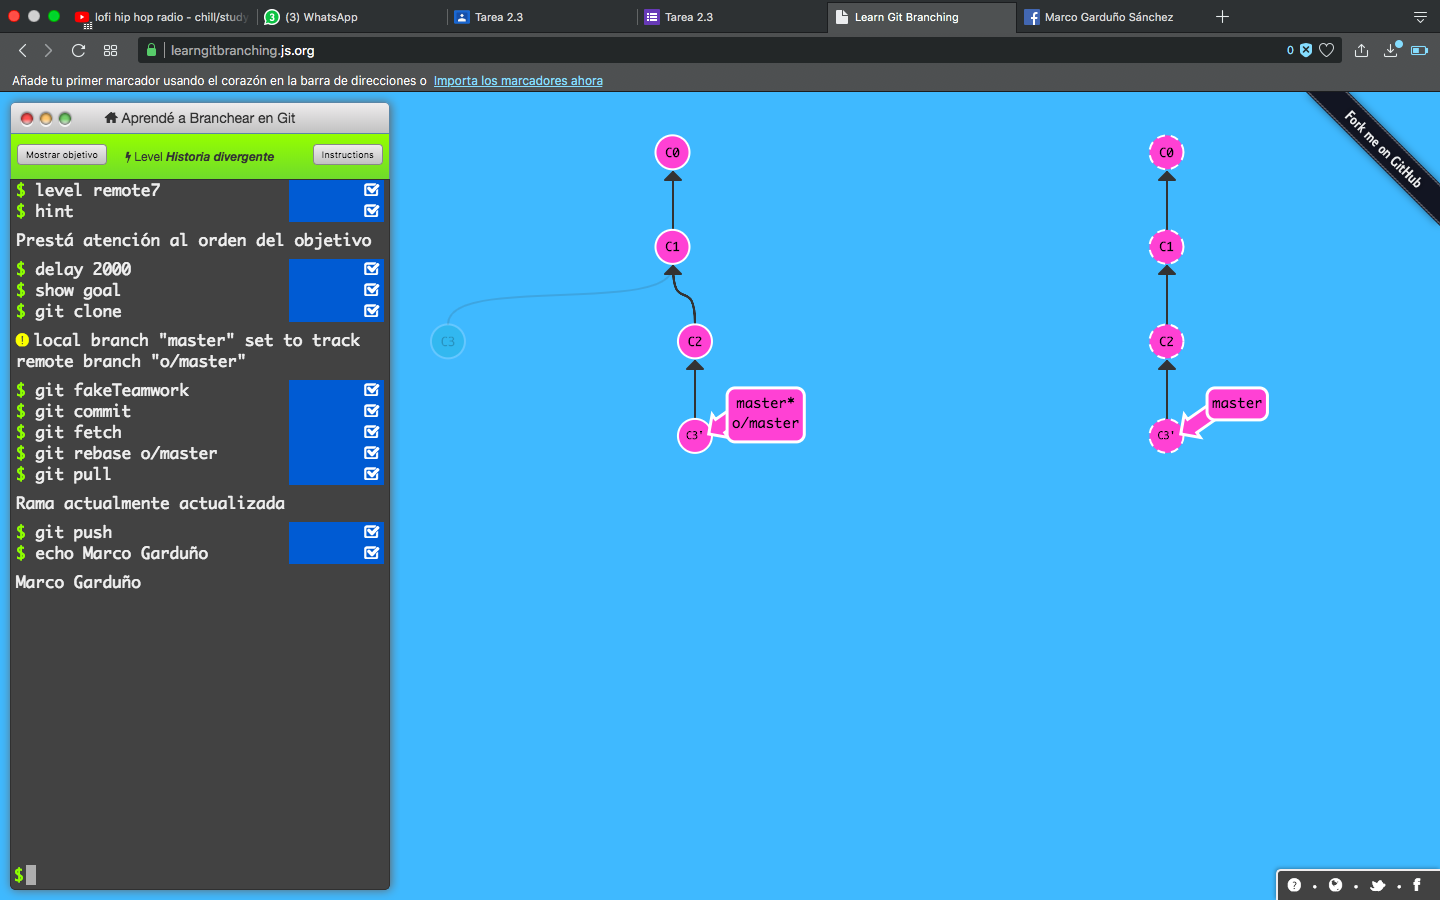 lofi hip hop radio - chill/study
3
(3) WhatsApp
Tarea 2.3
Tarea 2.3
Learn Git Branching
Marco Garduño Sánchez
learngitbranching.js.org
0
Añade tu primer marcador usando el corazón en la barra de direcciones o Importa los marcadores ahora
Aprendé a Branchear en Git
Mostrar objetivo
Level Historia divergente
Instructions
$ level remote7
$ hint
Prestá atención al orden del objetivo
$ delay 2000
$ show goal
$ git clone
local branch "master" set to track
remote branch "o/master"
$ git fakeTeamwork
$ git commit
$ git fetch
$ git rebase o/master
$ git pull
Rama actualmente actualizada
$ git push
$ echo Marco Garduño
Marco Garduño
$
C0
C1
C3
C2
master*
o/master
C3'
C0
C1
C2
master
C3'
Fork me on GitHub